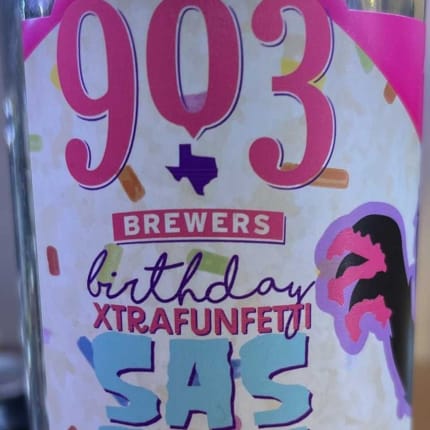 903
BREWERS
birthday
XTRAFUNFETTI
SAS